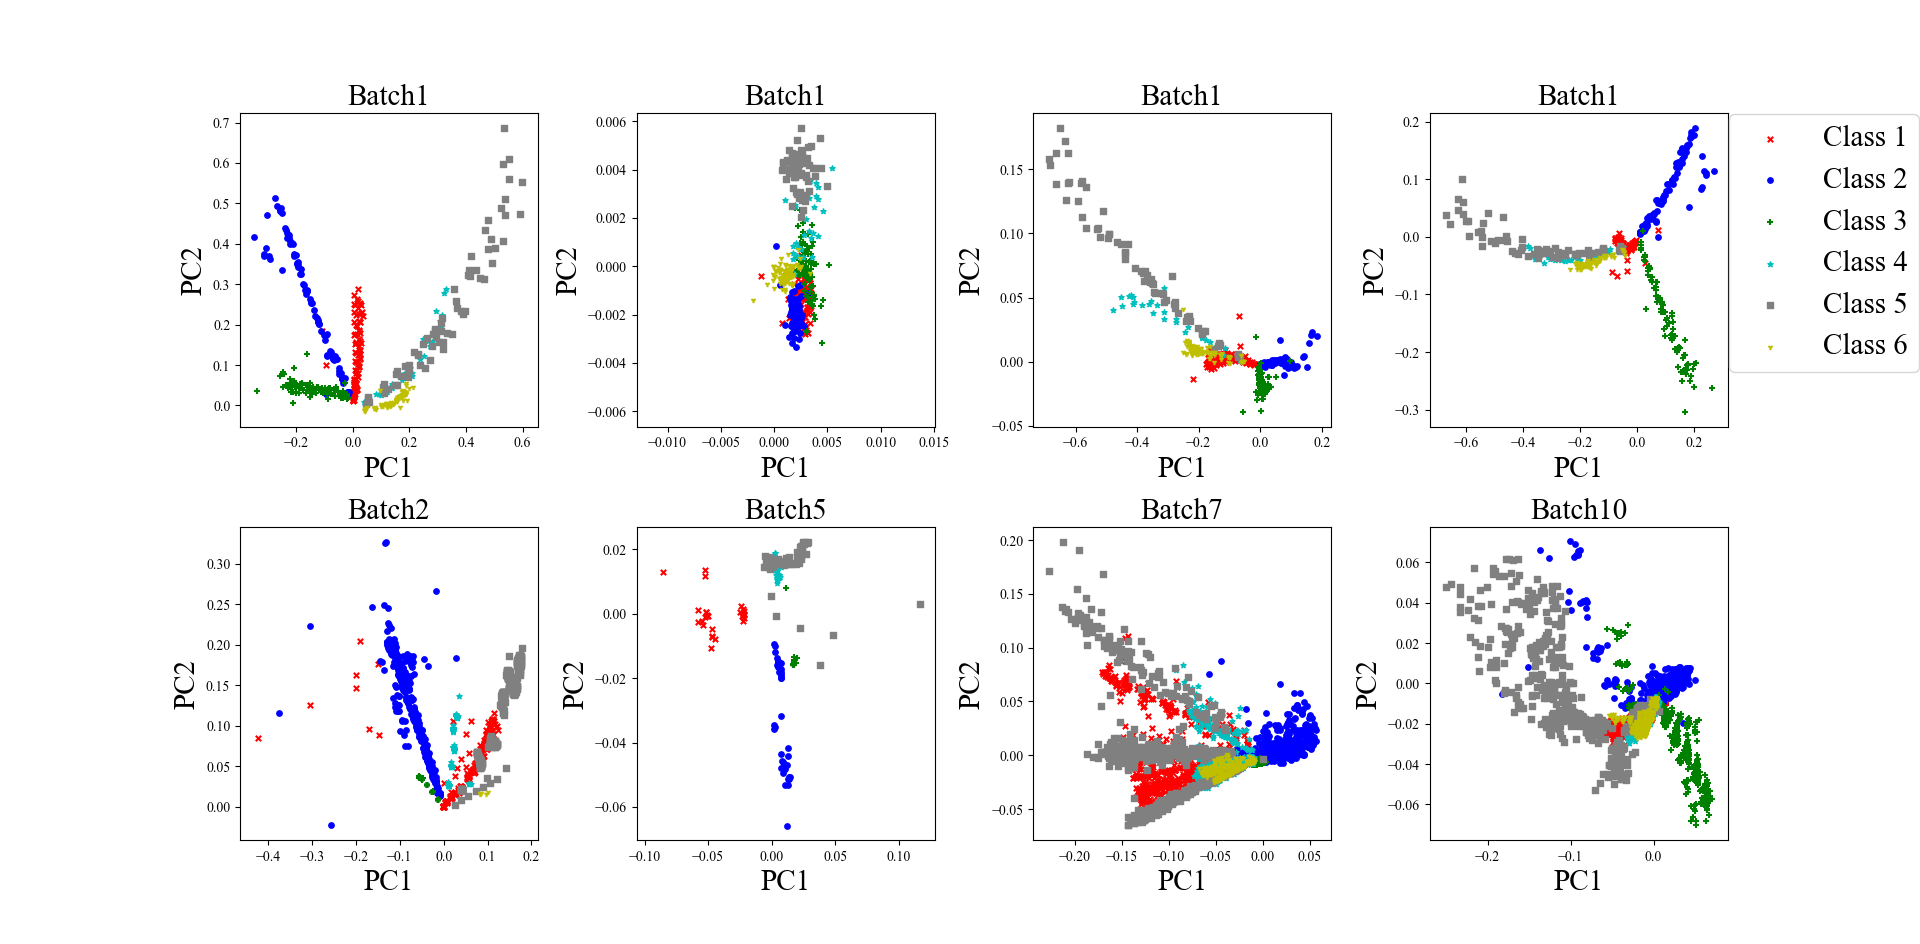 Batch1 Batch1 Batch1 Batch1
PC2 PC2 PC2 PC2
0.7 0.6 0.5 0.4 0.3 0.2 0.1 0.0
−0.2 0.0 0.2 0.4 0.6
PC1
0.006 0.004 0.002 0.000 −0.002 −0.004 −0.006
−0.010 −0.005 0.000 0.005 0.010 0.015
PC1
0.15 0.10 0.05 0.00 −0.05
−0.6 −0.4 −0.2 0.0 0.2
PC1
0.2 0.1 0.0 −0.1 −0.2 −0.3
−0.6 −0.4 −0.2 0.0 0.2
PC1
Class 1
Class 2
Class 3
Class 4
Class 5
Class 6
Batch2 Batch5 Batch7 Batch10
PC2 PC2 PC2 PC2
0.30 0.25 0.20 0.15 0.10 0.05 0.00
−0.4 −0.3 −0.2 −0.1 0.0 0.1 0.2
PC1
0.02 0.00 −0.02 −0.04 −0.06
−0.10 −0.05 0.00 0.05 0.10
PC1
0.20 0.15 0.10 0.05 0.00 −0.05
−0.20 −0.15 −0.10 −0.05 0.00 0.05
PC1
0.06 0.04 0.02 0.00 −0.02 −0.04 −0.06
−0.2 −0.1 0.0
PC1